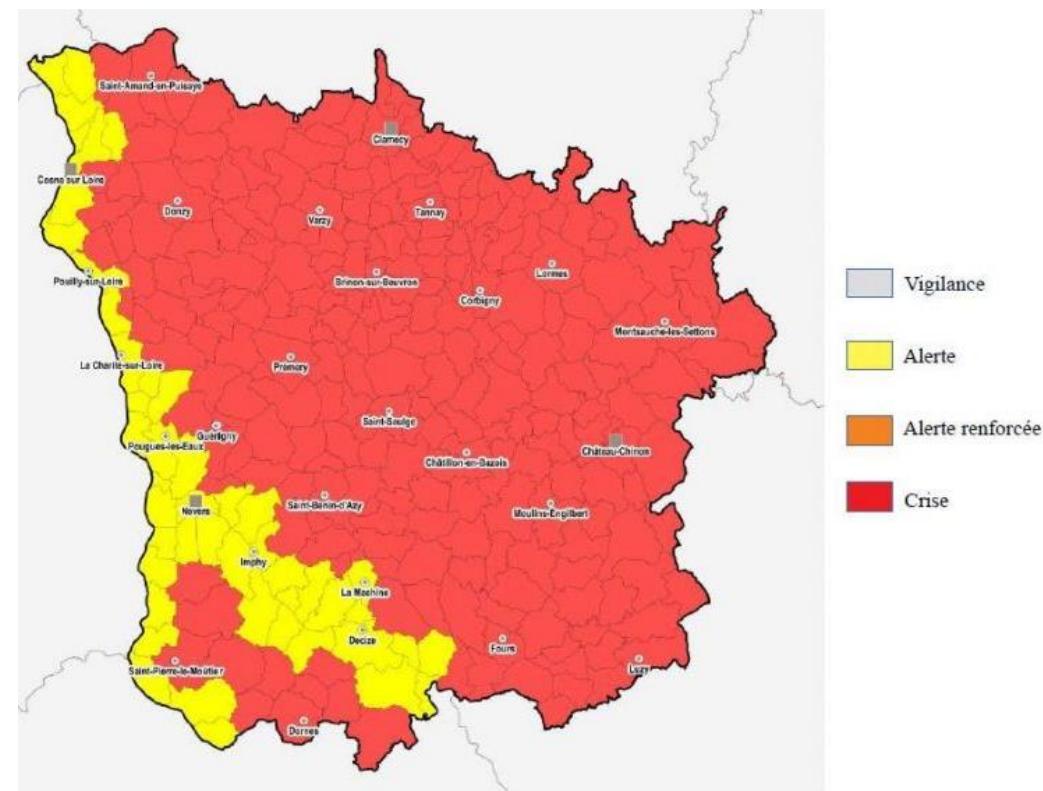 Saint-Amand-en-Puisaye
Clamecy
Cosne sur Loire
Donzy
Varzy
Tannay
Pouilly-sur-Loire
Brinon-sur-Beuvron
Lormes
Corbigny
Montsauche-les-Settons
La Charité-sur-Loire
Prémery
Saint-Saulge
Guérigny
Pougues-les-Eaux
Château-Chinon
Châtillon-en-Bazois
Nevers
Saint-Benin-d'Azy
Moulins-Engilbert
Imphy
La Machine
Decize
Fours
Saint-Pierre-le-Moûtier
Luzy
Dornes
Vigilance
Alerte
Alerte renforcée
Crise